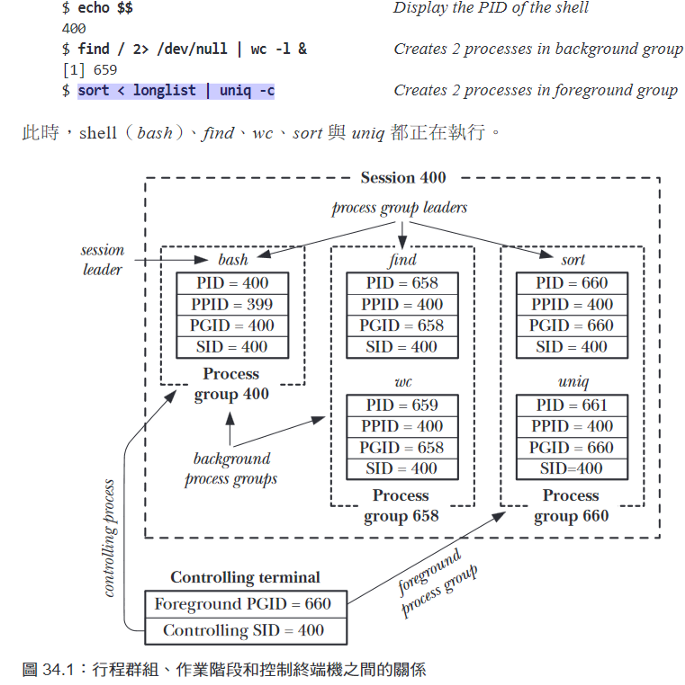 $ echo $$ Display the PID of the shell
400
$ find / 2> /dev/null | wc -l & Creates 2 processes in background group
[1] 659
$ sort < longlist | uniq -c Creates 2 processes in foreground group
此時，shell（bash）、find、wc、sort 與 uniq 都正在執行。
Session 400
process group leaders
session
leader
bash
PID = 400
PPID = 399
PGID = 400
SID = 400
Process
group 400
find
PID = 658
PPID = 400
PGID = 658
SID = 400
wc
PID = 659
PPID = 400
PGID = 658
SID = 400
Process
group 658
sort
PID = 660
PPID = 400
PGID = 660
SID = 400
uniq
PID = 661
PPID = 400
PGID = 660
SID=400
Process
group 660
background
process groups
controlling process
foreground
process group
Controlling terminal
Foreground PGID = 660
Controlling SID = 400
圖 34.1：行程群組、作業階段和控制終端機之間的關係